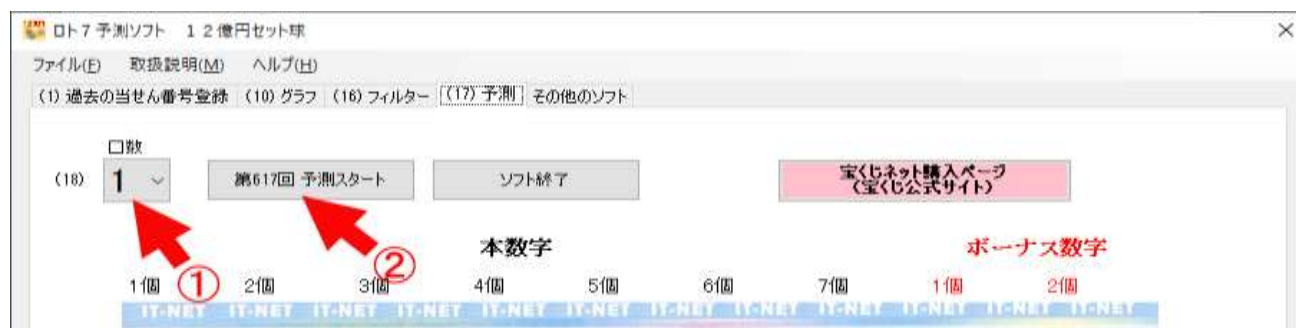 ロト7 予測ソフト １２億円セット球
ファイル(F) 取扱説明(M) ヘルプ(H)
(1) 過去の当せん番号登録 (10) グラフ (16) フィルター (17) 予測 その他のソフト
口数
(18) 1 第617回 予測スタート ソフト終了 宝くじネット購入ページ
(宝くじ公式サイト)
① ②
本数字 ボーナス数字
1個 2個 3個 4個 5個 6個 7個 1個 2個
IT-NET IT-NET IT-NET IT-NET IT-NET IT-NET IT-NET IT-NET IT-NET IT-NET IT-NET IT-NET